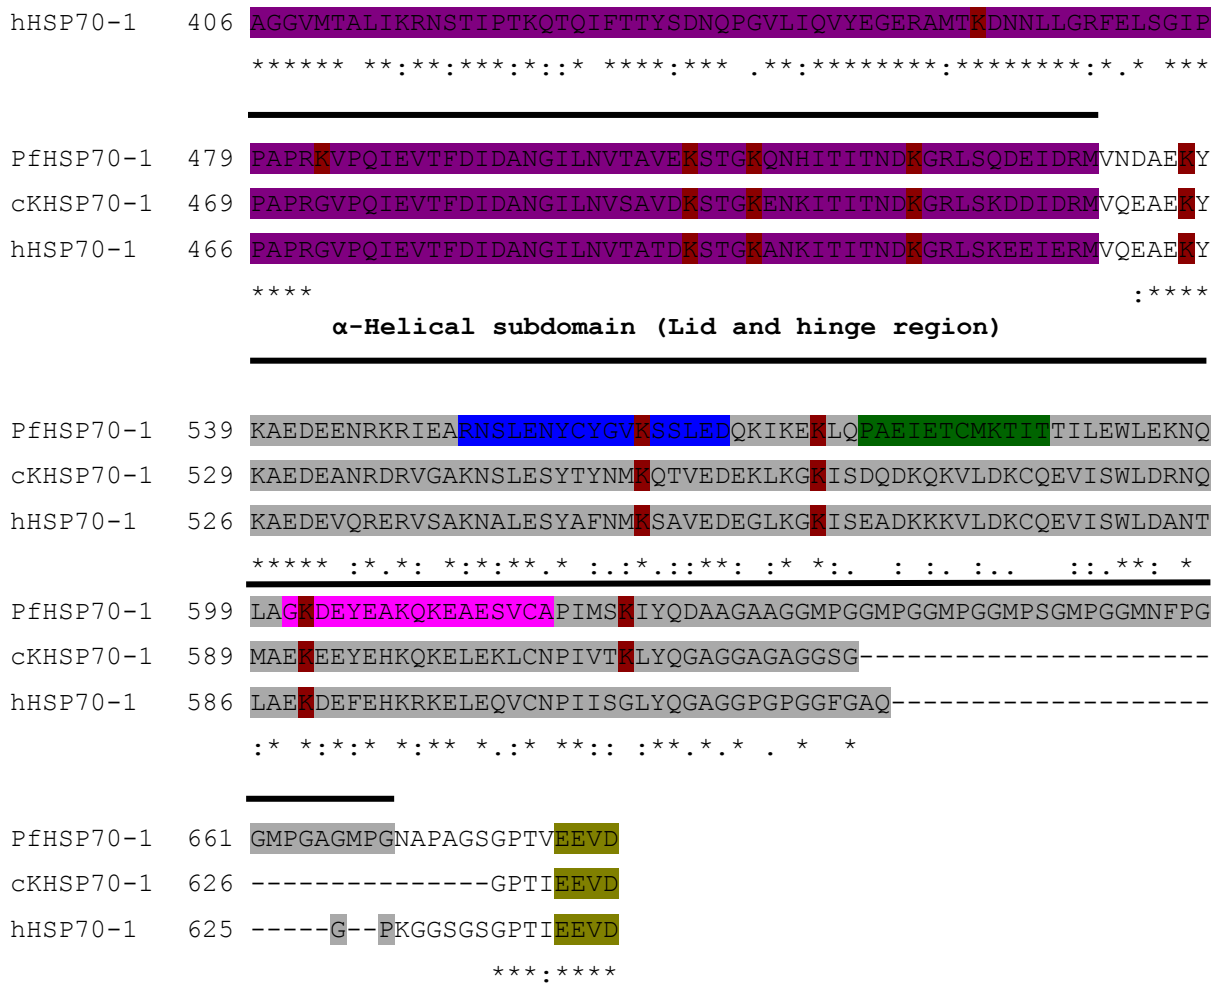 hHSP70-1 406 AGGVMTALIKRNSTIPTKQTQIFTTYSDNQPGVLIQVYEGERAMTKDNNLLGRFELSGIP
****** **:**:***:*::* ****:*** .**:********:********:*.* ***
PfHSP70-1 479 PAPRKVPQIEVTFDIDANGILNVTAVEKSTGKQNHITITNDKGRLSQDEIDRMVNDAEKY
cKHSP70-1 469 PAPRGVPQIEVTFDIDANGILNVSAVDKSTGKENKITITNDKGRLSKDDIDRMVQEAEKY
hHSP70-1 466 PAPRGVPQIEVTFDIDANGILNVTATDKSTGKANKITITNDKGRLSKEEIERMVQEAEKY
**** :****
α-Helical subdomain (Lid and hinge region)
PfHSP70-1 539 KAEDEENRKRIEARNSLENYCYGVKSSLEDQKIKEKLQPAEIETCMKTITTILEWLEKNQ
cKHSP70-1 529 KAEDEANRDRVGAKNSLESYTYNMKQTVEDEKLKGKISDQDKQKVLDKCQEVISWLDRNQ
hHSP70-1 526 KAEDEVQRERVSAKNALESYAFNMKSAVEDEGLKGKISEADKKKVLDKCQEVISWLDANT
***** :*.*: *:*:**.* :.:*.::**: :* *:. : :. :.. ::.**: *
PfHSP70-1 599 LAGKDEYEAKQKEAESVCAPIMSKIYQDAAGAAGGMPGGMPGGMPGGMPSGMPGGMNFPG
cKHSP70-1 589 MAEKEEYEHKQKELEKLCNPIVTKLYQGAGGAGAGGSG----------------------
hHSP70-1 586 LAEKDEFEHKRKELEQVCNPIISGLYQGAGGPGPGGFGAQ--------------------
:* *:*:* *:** *.:* **:: :**.*.* . * *
PfHSP70-1 661 GMPGAGMPGNAPAGSGPTVEEVD
cKHSP70-1 626 ---------------GPTIEEVD
hHSP70-1 625 -----G--PKGGSGSGPTIEEVD
***:****